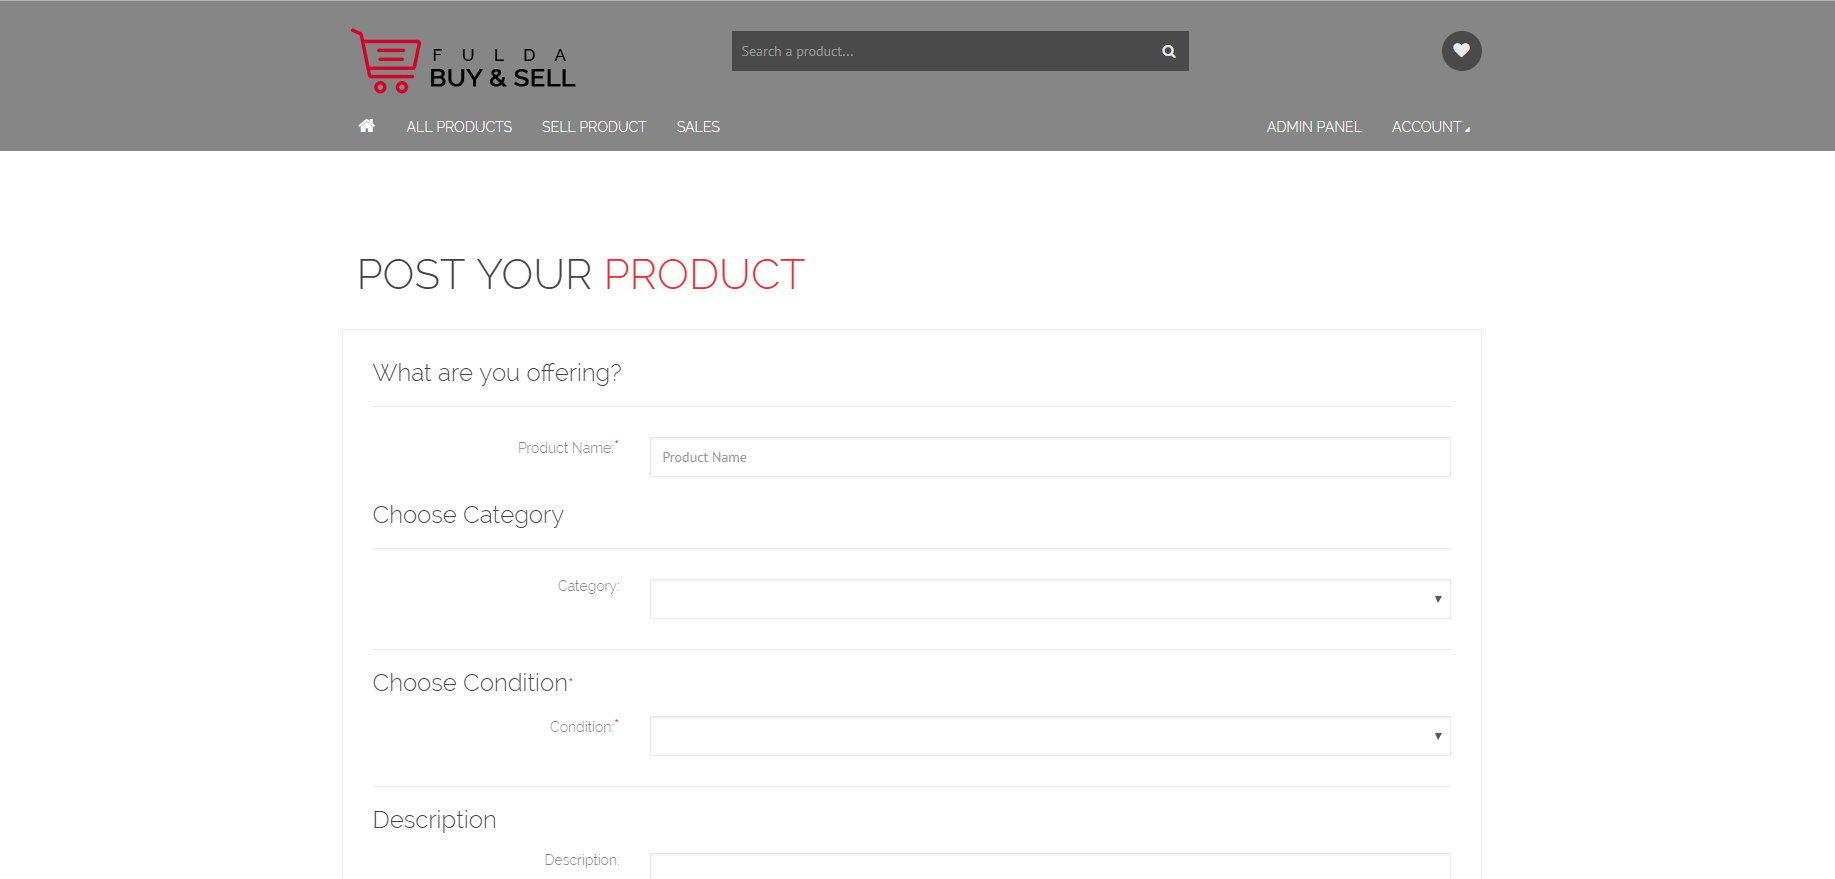 FULDA
BUY & SELL
Search a product...
ALL PRODUCTS SELL PRODUCT SALES ADMIN PANEL ACCOUNT
POST YOUR PRODUCT
What are you offering?
Product Name:*
Product Name
Choose Category
Category:
Choose Condition*
Condition:*
Description
Description: